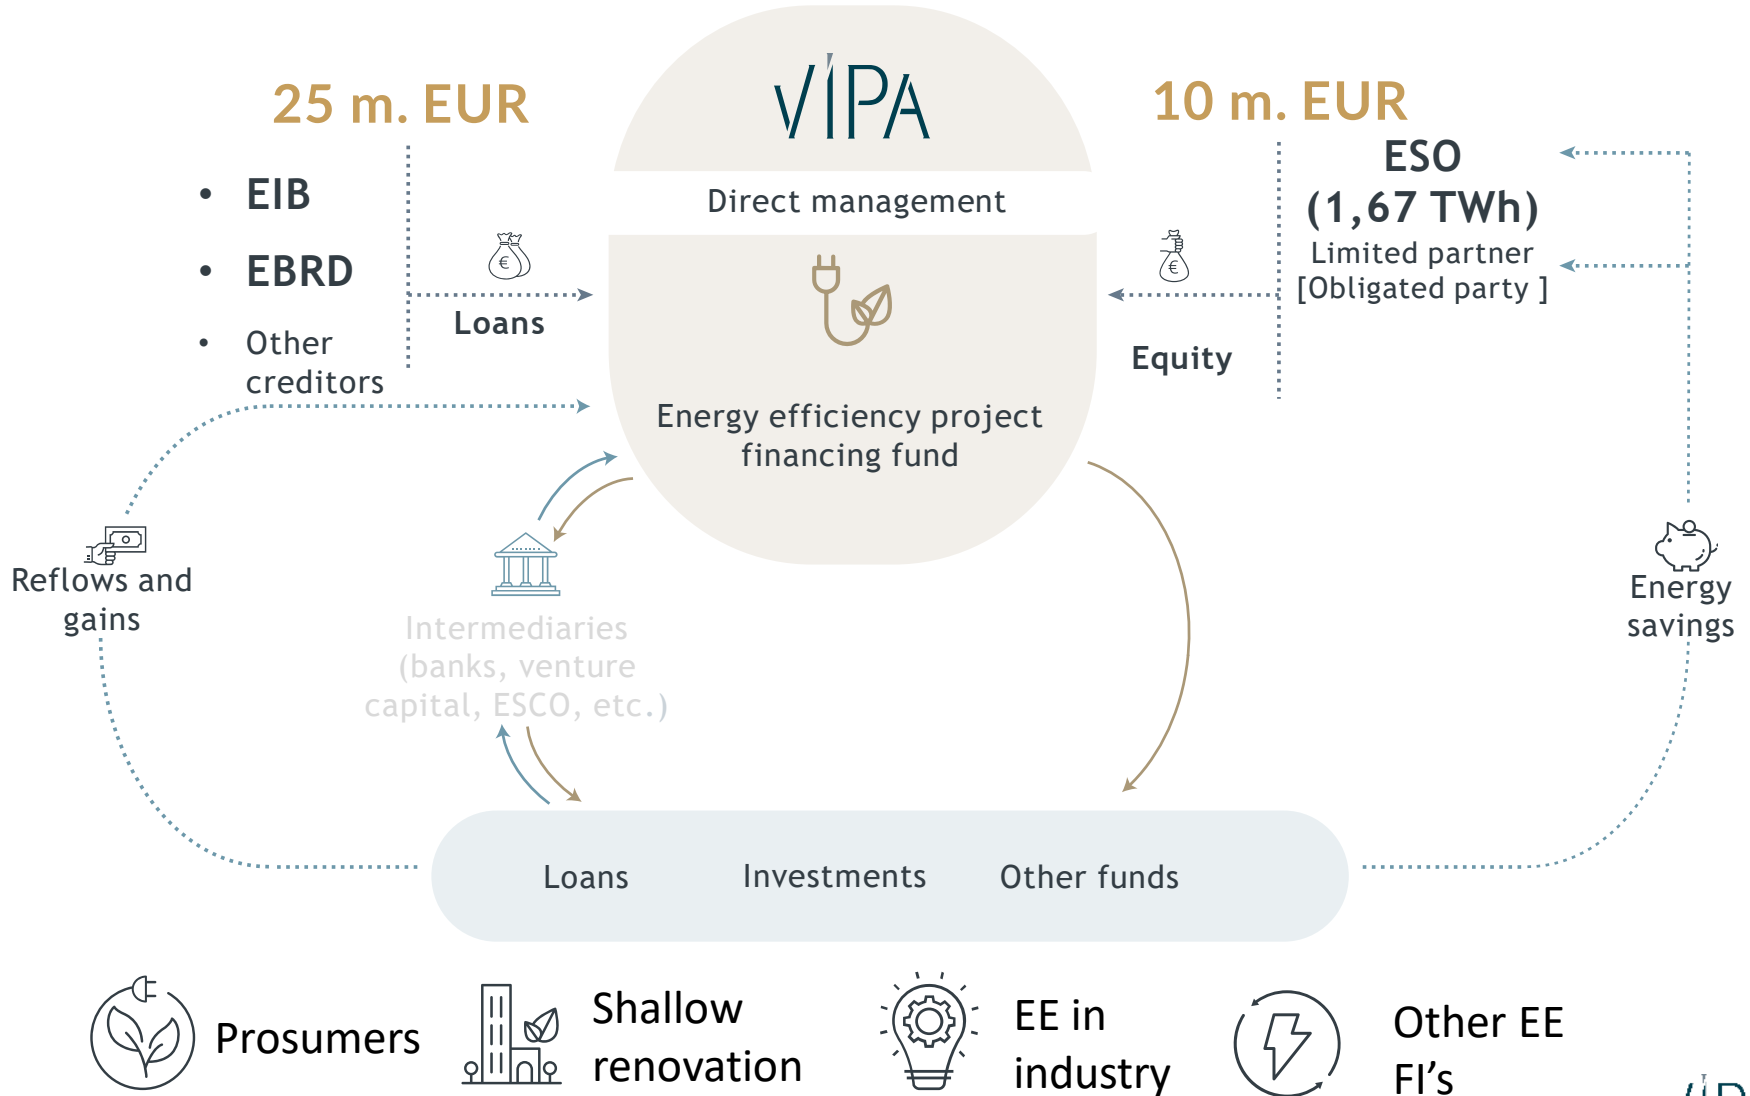 VIPA
25 m. EUR
10 m. EUR
• EIB
• EBRD
• Other
creditors
Loans
Direct management
Energy efficiency project
financing fund
ESO
(1,67 TWh)
Limited partner
[Obligated party ]
Equity
Reflows and
gains
Intermediaries
(banks, venture
capital, ESCO, etc.)
Energy
savings
Loans Investments Other funds
Prosumers
Shallow
renovation
EE in
industry
Other EE
FI’s